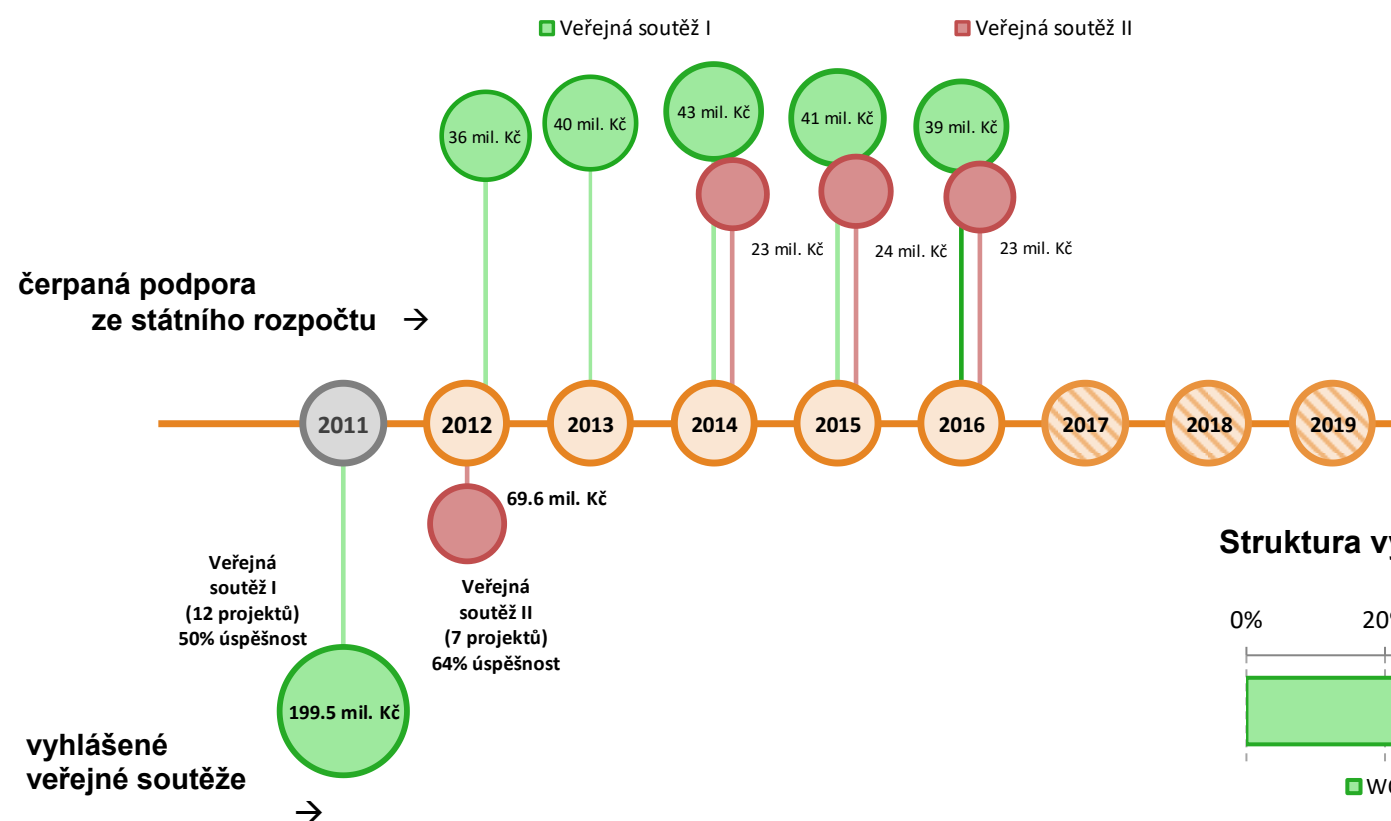 Veřejná soutěž I
Veřejná soutěž II
36 mil. Kč
40 mil. Kč
43 mil. Kč
41 mil. Kč
39 mil. Kč
23 mil. Kč
24 mil. Kč
23 mil. Kč
čerpaná podpora
ze státního rozpočtu →
2011
2012
2013
2014
2015
2016
2017
2018
2019
69.6 mil. Kč
Veřejná
soutěž I
(12 projektů)
50% úspěšnost
Veřejná
soutěž II
(7 projektů)
64% úspěšnost
199.5 mil. Kč
vyhlášené
veřejné soutěže
→
Struktura
0%